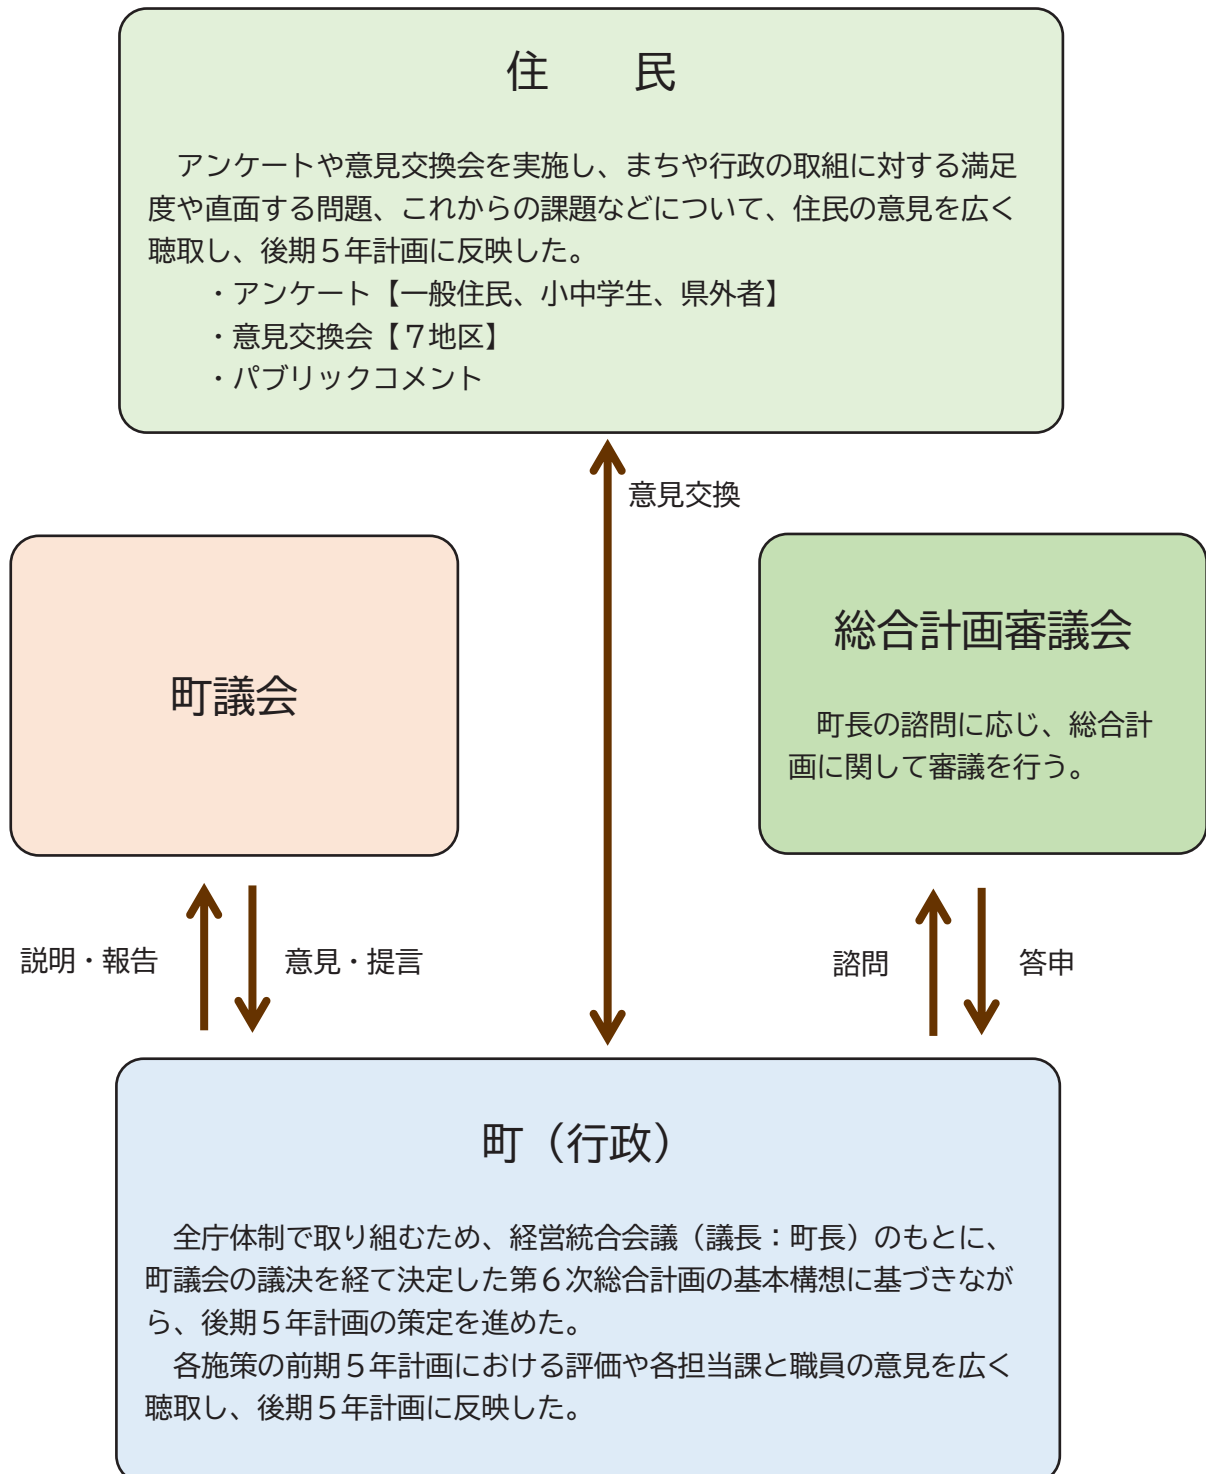 住　　民
　アンケートや意見交換会を実施し、まちや行政の取組に対する満足
度や直面する問題、これからの課題などについて、住民の意見を広く
聴取し、後期５年計画に反映した。
・アンケート【一般住民、小中学生、県外者】
・意見交換会【７地区】
・パブリックコメント
意見交換
町議会
総合計画審議会
　町長の諮問に応じ、総合計
画に関して審議を行う。
説明・報告
意見・提言
諮問
答申
町（行政）
　全庁体制で取り組むため、経営統合会議（議長：町長）のもとに、
町議会の議決を経て決定した第６次総合計画の基本構想に基づきなが
ら、後期５年計画の策定を進めた。
　各施策の前期５年計画における評価や各担当課と職員の意見を広く
聴取し、後期５年計画に反映した。